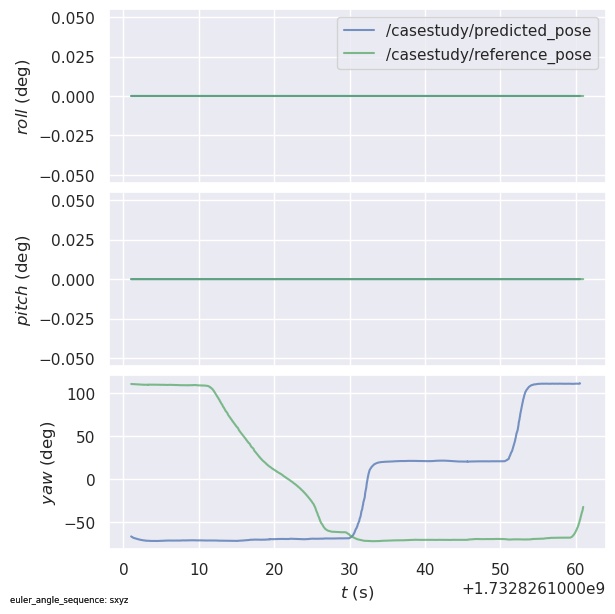 0.050
0.025
0.000
−0.025
−0.050
roll (deg)
/casestudy/predicted_pose
/casestudy/reference_pose
0.050
0.025
0.000
−0.025
−0.050
pitch (deg)
100
50
0
−50
yaw (deg)
0 10 20 30 40 50 60
t (s)
+1.7328261000e9
euler_angle_sequence: sxyz